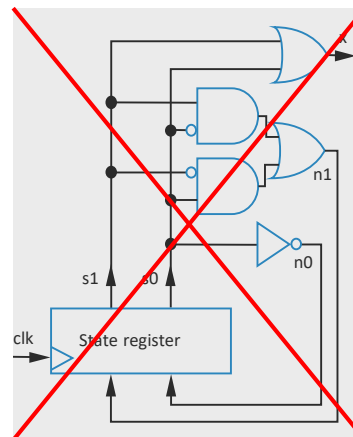 x
n1
n0
s1
s0
clk
State register